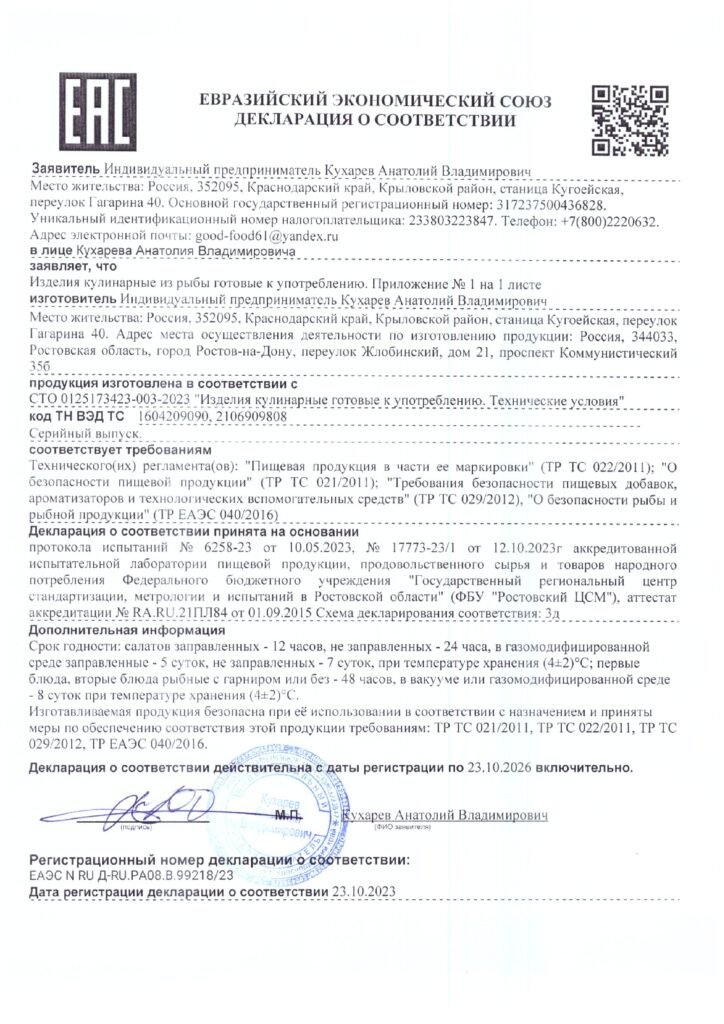 ЕАС
ЕВРАЗИЙСКИЙ ЭКОНОМИЧЕСКИЙ СОЮЗ
ДЕКЛАРАЦИЯ О СООТВЕТСТВИИ
Заявитель Индивидуальный предприниматель Кухарев Анатолий Владимирович
Место жительства: Россия, 352095, Краснодарский край, Крыловской район, станица Кугоейская,
переулок Гагарина 40. Основной государственный регистрационный номер: 317237500436828.
Уникальный идентификационный номер налогоплательщика: 233803223847. Телефон: +7(800)2220632.
Адрес электронной почты: good-food61@yandex.ru
в лице Кухарева Анатолия Владимировича
заявляет, что
Изделия кулинарные из рыбы готовые к употреблению. Приложение № 1 на 1 листе
изготовитель Индивидуальный предприниматель Кухарев Анатолий Владимирович
Место жительства: Россия, 352095, Краснодарский край, Крыловской район, станица Кугоейская, переулок
Гагарина 40. Адрес места осуществления деятельности по изготовлению продукции: Россия, 344033,
Ростовская область, город Ростов-на-Дону, переулок Жлобинский, дом 21, проспект Коммунистический
35б
продукция изготовлена в соответствии с
СТО 0125173423-003-2023 "Изделия кулинарные готовые к употреблению. Технические условия"
код ТН ВЭД ТС 1604209090, 2106909808
Серийный выпуск.
соответствует требованиям
Технического(их) регламента(ов): "Пищевая продукция в части ее маркировки" (ТР ТС 022/2011); "О
безопасности пищевой продукции" (ТР ТС 021/2011); "Требования безопасности пищевых добавок,
ароматизаторов и технологических вспомогательных средств" (ТР ТС 029/2012), "О безопасности рыбы и
рыбной продукции" (ТР ЕАЭС 040/2016)
Декларация о соответствии принята на основании
протокола испытаний № 6258-23 от 10.05.2023, № 17773-23/1 от 12.10.2023г аккредитованной
испытательной лаборатории пищевой продукции, продовольственного сырья и товаров народного
потребления Федерального бюджетного учреждения "Государственный региональный центр
стандартизации, метрологии и испытаний в Ростовской области" (ФБУ "Ростовский ЦСМ"), аттестат
аккредитации № RA.RU.21ПЛ84 от 01.09.2015 Схема декларирования соответствия: 3д
Дополнительная информация
Срок годности: салатов заправленных - 12 часов, не заправленных - 24 часа, в газомодифицированной
среде заправленные - 5 суток, не заправленных - 7 суток, при температуре хранения (4±2)°С; первые
блюда, вторые блюда рыбные с гарниром или без - 48 часов, в вакууме или газомодифицированной среде
- 8 суток при температуре хранения (4±2)°С.
Изготавливаемая продукция безопасна при её использовании в соответствии с назначением и приняты
меры по обеспечению соответствия этой продукции требованиям: ТР ТС 021/2011, ТР ТС 022/2011, ТР ТС
029/2012, ТР ЕАЭС 040/2016.
Декларация о соответствии действительна с даты регистрации по 23.10.2026 включительно.
М.П. Кухарев Анатолий Владимирович
(подпись) (ФИО заявителя)
Регистрационный номер декларации о соответствии:
ЕАЭС N RU Д-RU.РА08.В.99218/23
Дата регистрации декларации о соответствии 23.10.2023